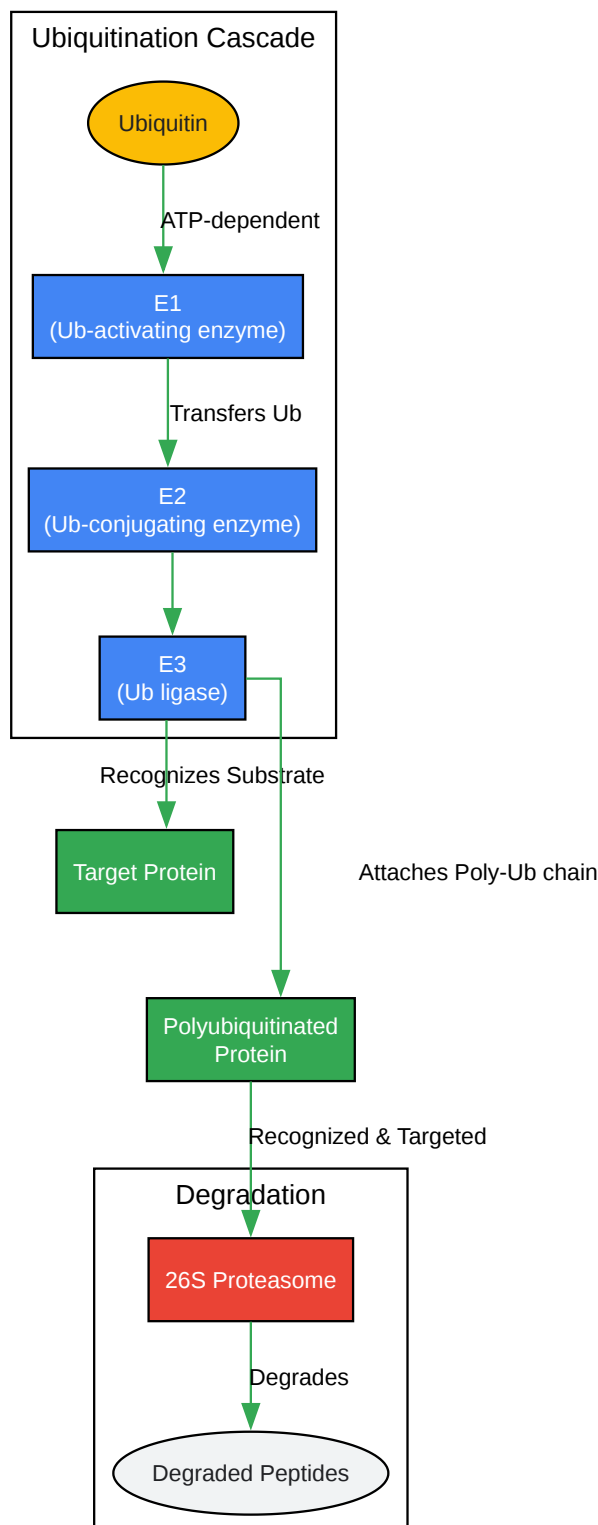 Ubiquitination Cascade
Ubiquitin
ATP-dependent
E1
(Ub-activating enzyme)
Transfers Ub
E2
(Ub-conjugating enzyme)
E3
(Ub ligase)
Recognizes Substrate
Target Protein
Attaches Poly-Ub chain
Polyubiquitinated
Protein
Recognized & Targeted
Degradation
26S Proteasome
Degrades
Degraded Peptides